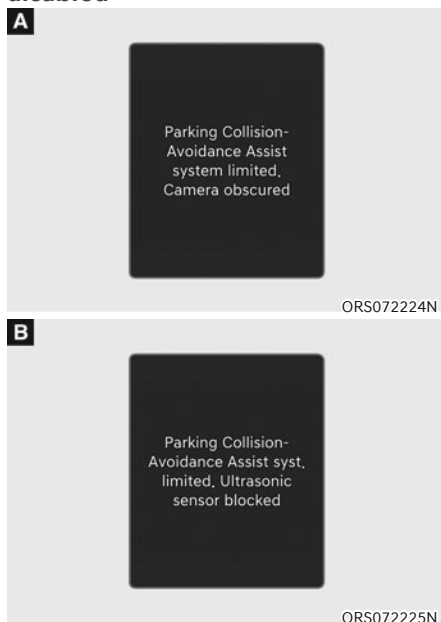 A
Parking Collision-
Avoidance Assist
system limited.
Camera obscured
ORS072224N
B
Parking Collision-
Avoidance Assist syst.
limited. Ultrasonic
sensor blocked
ORS072225N